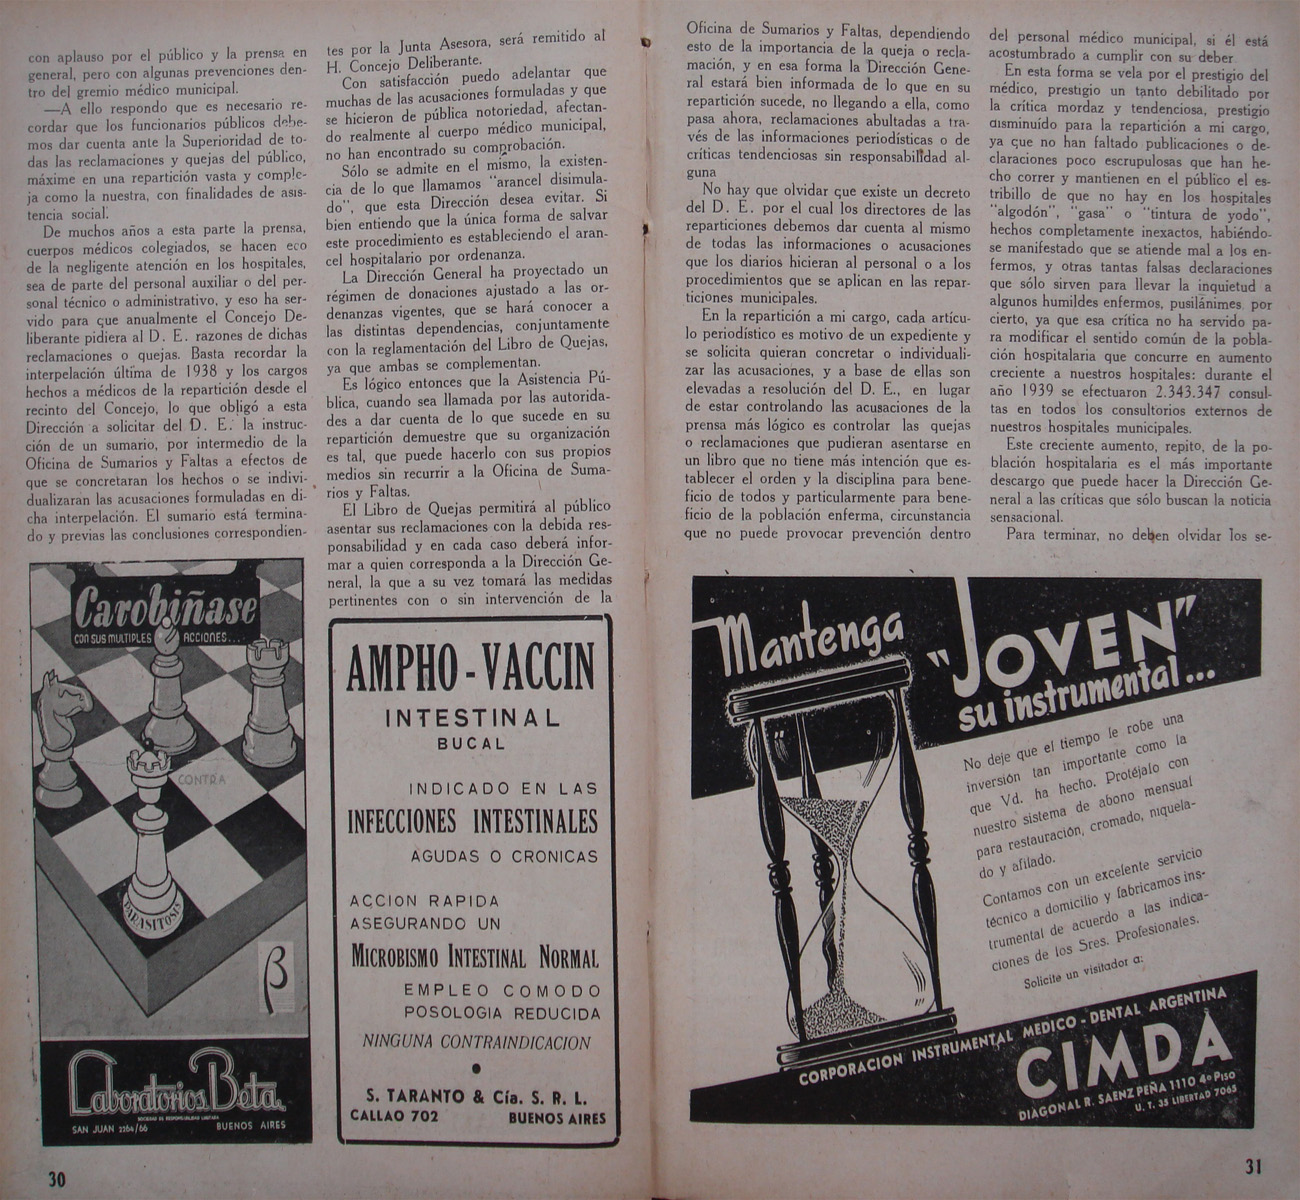 con aplauso por el público y la prensa en
general, pero con algunas prevenciones den-
tro del gremio médico municipal.
—A ello respondo que es necesario re-
cordar que los funcionarios públicos debe-
mos dar cuenta ante la Superioridad de to-
das las reclamaciones y quejas del público,
máxime en una repartición vasta y comple-
ja como la nuestra, con finalidades de asis-
tencia social.
De muchos años a esta parte la prensa,
cuerpos médicos colegiados, se hacen eco
de la negligente atención en los hospitales,
sea de parte del personal auxiliar o del per-
sonal técnico o administrativo, y eso ha ser-
vido para que anualmente el Concejo De-
liberante pidiera al D. E. razones de dichas
reclamaciones o quejas. Basta recordar la
interpelación última de 1938 y los cargos
hechos a médicos de la repartición desde el
recinto del Concejo, lo que obligó a esta
Dirección a solicitar del D. E. la instruc-
ción de un sumario, por intermedio de la
Oficina de Sumarios y Faltas a efectos de
que se concretaran los hechos o se indivi-
dualizaran las acusaciones formuladas en di-
cha interpelación. El sumario está termina-
do y previas las conclusiones correspondien-
tes por la Junta Asesora, será remitido al
H. Concejo Deliberante.
Con satisfacción puedo adelantar que
muchas de las acusaciones formuladas y que
se hicieron de pública notoriedad, afectan-
do realmente al cuerpo médico municipal,
no han encontrado su comprobación.
Sólo se admite en el mismo, la existen-
cia de lo que llamamos "arancel disimula-
do", que esta Dirección desea evitar. Si
bien entiendo que la única forma de salvar
este procedimiento es estableciendo el aran-
cel hospitalario por ordenanza.
La Dirección General ha proyectado un
régimen de donaciones ajustado a las or-
denanzas vigentes, que se hará conocer a
las distintas dependencias, conjuntamente
con la reglamentación del Libro de Quejas,
ya que ambas se complementan.
Es lógico entonces que la Asistencia Pú-
blica, cuando sea llamada por las autorida-
des a dar cuenta de lo que sucede en su
repartición demuestre que su organización
es tal, que puede hacerlo con sus propios
medios sin recurrir a la Oficina de Suma-
rios y Faltas.
El Libro de Quejas permitirá al público
asentar sus reclamaciones con la debida res-
ponsabilidad y en cada caso deberá infor-
mar a quien corresponda a la Dirección Ge-
neral, la que a su vez tomará las medidas
pertinentes con o sin intervención de la
Carobiñase
CON SUS MULTIPLES ACCIONES...
CONTRA
PARASITOSIS
β
Laboratorios Beta
SOCIEDAD DE RESPONSABILIDAD LIMITADA
SAN JUAN 2264/66 BUENOS AIRES
AMPHO - VACCIN
INTESTINAL
BUCAL
INDICADO EN LAS
INFECCIONES INTESTINALES
AGUDAS O CRONICAS
ACCION RAPIDA
ASEGURANDO UN
MICROBISMO INTESTINAL NORMAL
EMPLEO COMODO
POSOLOGIA REDUCIDA
NINGUNA CONTRAINDICACION
S. TARANTO & Cía. S. R. L.
CALLAO 702 BUENOS AIRES
30
Oficina de Sumarios y Faltas, dependiendo
esto de la importancia de la queja o recla-
mación, y en esa forma la Dirección Gene-
ral estará bien informada de lo que en su
repartición sucede, no llegando a ella, como
pasa ahora, reclamaciones abultadas a tra-
vés de las informaciones periodísticas o de
críticas tendenciosas sin responsabilidad al-
guna
No hay que olvidar que existe un decreto
del D. E. por el cual los directores de las
reparticiones debemos dar cuenta al mismo
de todas las informaciones o acusaciones
que los diarios hicieran al personal o a los
procedimientos que se aplican en las repar-
ticiones municipales.
En la repartición a mi cargo, cada artícu-
lo periodístico es motivo de un expediente y
se solicita quieran concretar o individuali-
zar las acusaciones, y a base de ellas son
elevadas a resolución del D. E., en lugar
de estar controlando las acusaciones de la
prensa más lógico es controlar las quejas
o reclamaciones que pudieran asentarse en
un libro que no tiene más intención que es-
tablecer el orden y la disciplina para bene-
ficio de todos y particularmente para bene-
ficio de la población enferma, circunstancia
que no puede provocar prevención dentro
del personal médico municipal, si él está
acostumbrado a cumplir con su deber
En esta forma se vela por el prestigio del
médico, prestigio un tanto debilitado por
la crítica mordaz y tendenciosa, prestigio
disminuído para la repartición a mi cargo,
ya que no han faltado publicaciones o de-
claraciones poco escrupulosas que han he-
cho correr y mantienen en el público el es-
tribillo de que no hay en los hospitales
"algodón", "gasa" o "tintura de yodo",
hechos completamente inexactos, habiéndo-
se manifestado que se atiende mal a los en-
fermos, y otras tantas falsas declaraciones
que sólo sirven para llevar la inquietud a
algunos humildes enfermos, pusilánimes, por
cierto, ya que esa crítica no ha servido pa-
ra modificar el sentido común de la pobla-
ción hospitalaria que concurre en aumento
creciente a nuestros hospitales: durante el
año 1939 se efectuaron 2.343.347 consul-
tas en todos los consultorios externos de
nuestros hospitales municipales.
Este creciente aumento, repito, de la po-
blación hospitalaria es el más importante
descargo que puede hacer la Dirección Ge-
neral a las críticas que sólo buscan la noticia
sensacional.
Para terminar, no deben olvidar los se-
Mantenga "JOVEN"
su instrumental...
No deje que el tiempo le robe una
inversión tan importante como la
que Vd. ha hecho. Protéjalo con
nuestro sistema de abono mensual
para restauración, cromado, niquela-
do y afilado.
Contamos con un excelente servicio
técnico a domicilio y fabricamos ins-
trumental de acuerdo a las indica-
ciones de los Sres. Profesionales.
Solicite un visitador a:
CORPORACION INSTRUMENTAL MEDICO - DENTAL ARGENTINA
CIMDA
DIAGONAL R. SAENZ PEÑA 1110 4º PISO
U. T. 35 LIBERTAD 7065
31